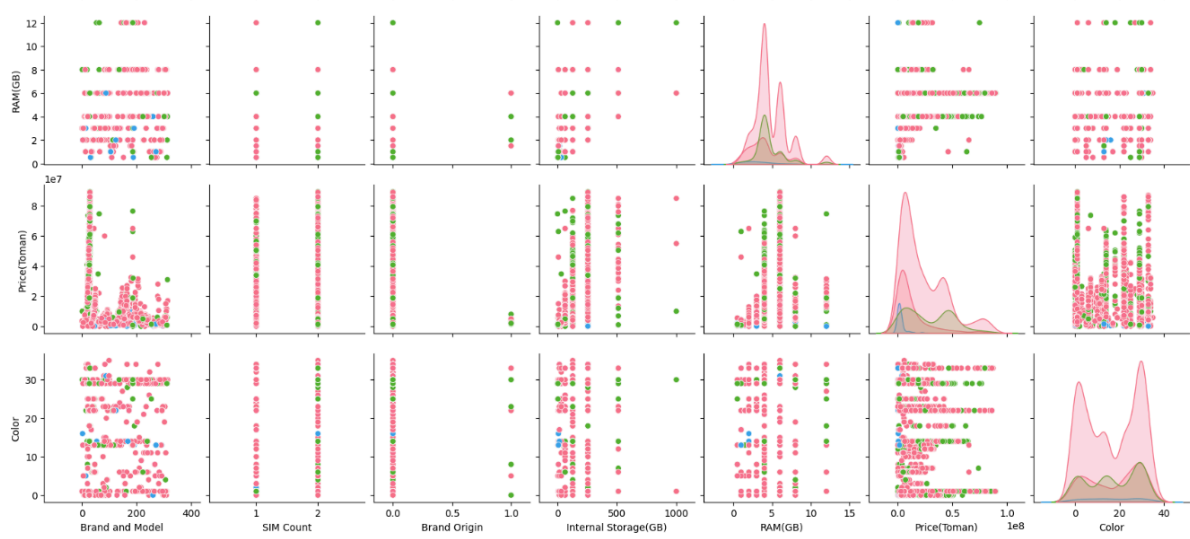 12
10
8
6
4
2
0
RAM(GB)
1e7
8
6
4
2
0
Price(Toman)
30
20
10
0
Color
0 200 400
1 2
0.0 0.5 1.0
0 500 1000
0 5 10 15
0.0 0.5 1.0
1e8
0 20 40
Brand and Model SIM Count Brand Origin Internal Storage(GB) RAM(GB) Price(Toman) Color